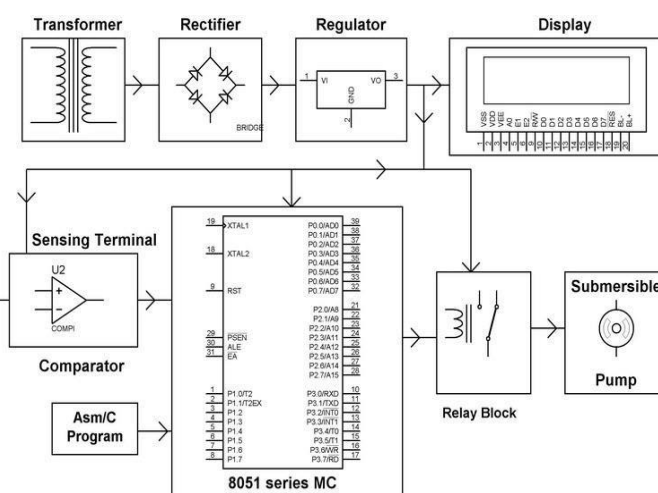 Transformer
Rectifier
Regulator
Display
BRIDGE
1 VI VO 3
GND
2
VSS VDD VEE A0 E1 E2 R/W D0 D1 D2 D3 D4 D5 D6 D7 RES BL- BL+
1 2 3
18 19 20
Sensing Terminal
U2
COMPI
Comparator
Asm/C
Program
19 XTAL1
18 XTAL2
9 RST
29 PSEN
30 ALE
31 EA
1 P1.0/T2
2 P1.1/T2EX
3 P1.2
4 P1.3
5 P1.4
6 P1.5
7 P1.6
8 P1.7
P0.0/AD0 39
P0.1/AD1 38
P0.2/AD2 37
P0.3/AD3 36
P0.4/AD4 35
P0.5/AD5 34
P0.6/AD6 33
P0.7/AD7 32
P2.0/A8 21
P2.1/A9 22
P2.2/A10 23
P2.3/A11 24
P2.4/A12 25
P2.5/A13 26
P2.6/A14 27
P2.7/A15 28
P3.0/RXD 10
P3.1/TXD 11
P3.2/INT0 12
P3.3/INT1 13
P3.4/T0 14
P3.5/T1 15
P3.6/WR 16
P3.7/RD 17
8051 series MC
Relay Block
Submersible
Pump